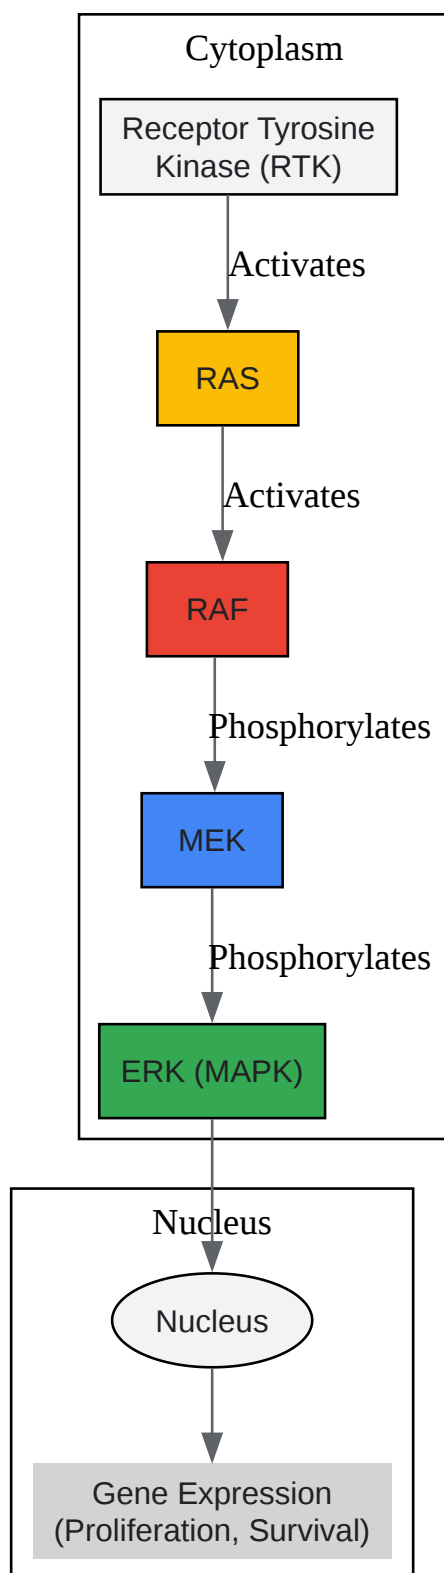 Cytoplasm
Receptor Tyrosine
Kinase (RTK)
Activates
RAS
Activates
RAF
Phosphorylates
MEK
Phosphorylates
ERK (MAPK)
Nucleus
Nucleus
Gene Expression
(Proliferation, Survival)